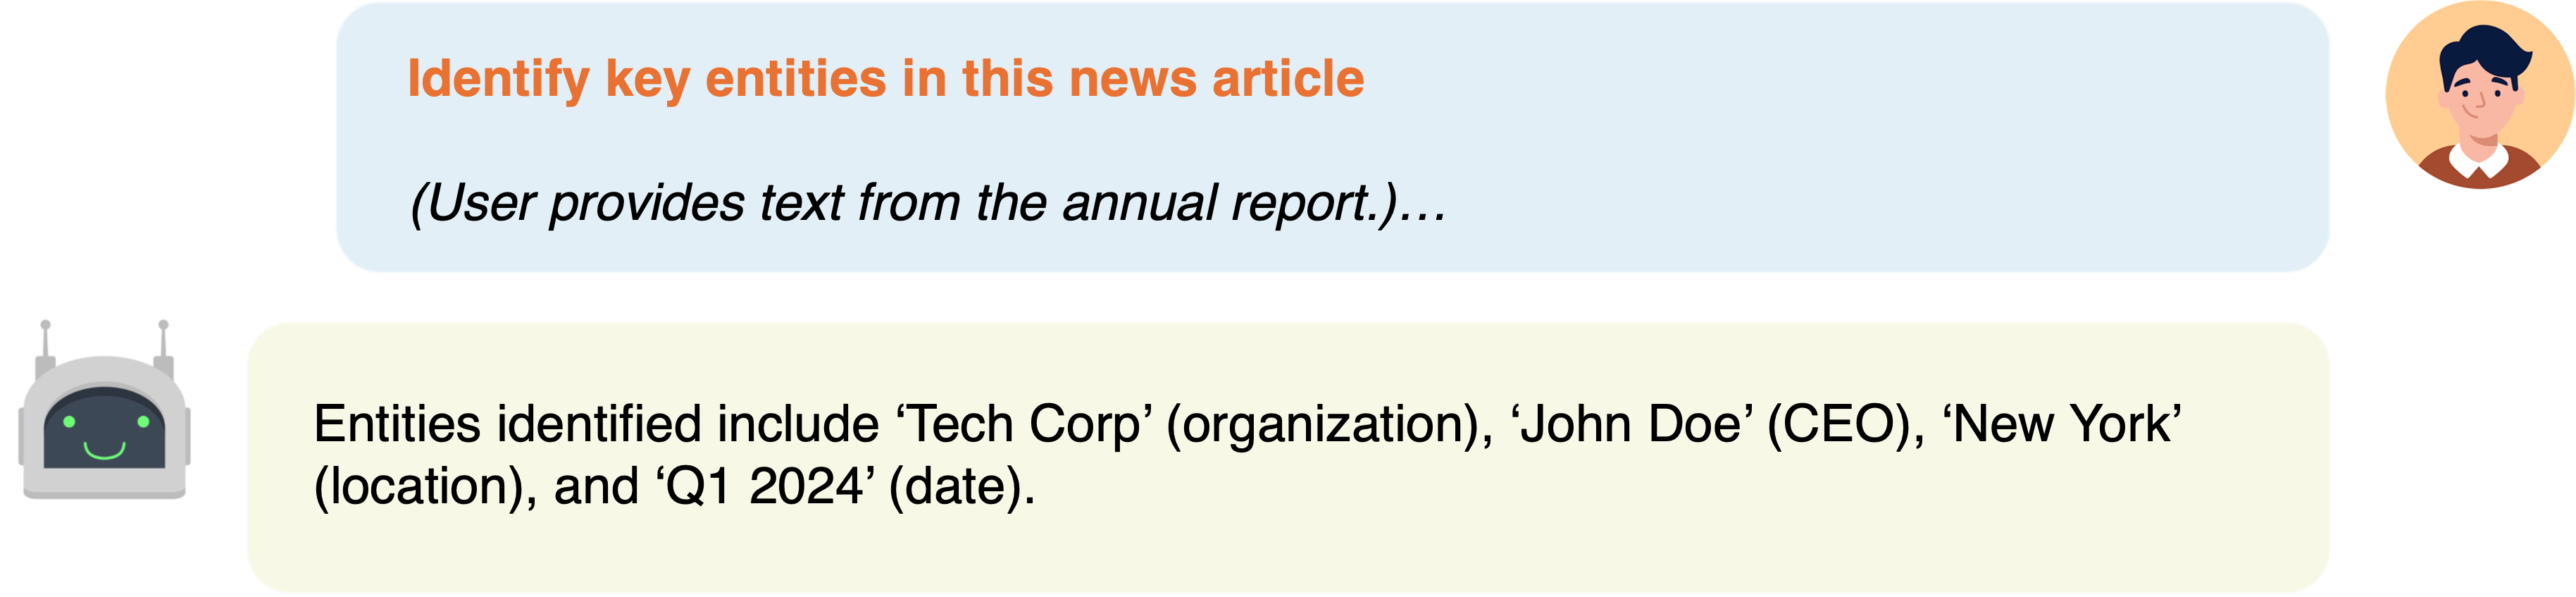 Identify key entities in this news article
(User provides text from the annual report.)…
Entities identified include ‘Tech Corp’ (organization), ‘John Doe’ (CEO), ‘New York’
(location), and ‘Q1 2024’ (date).